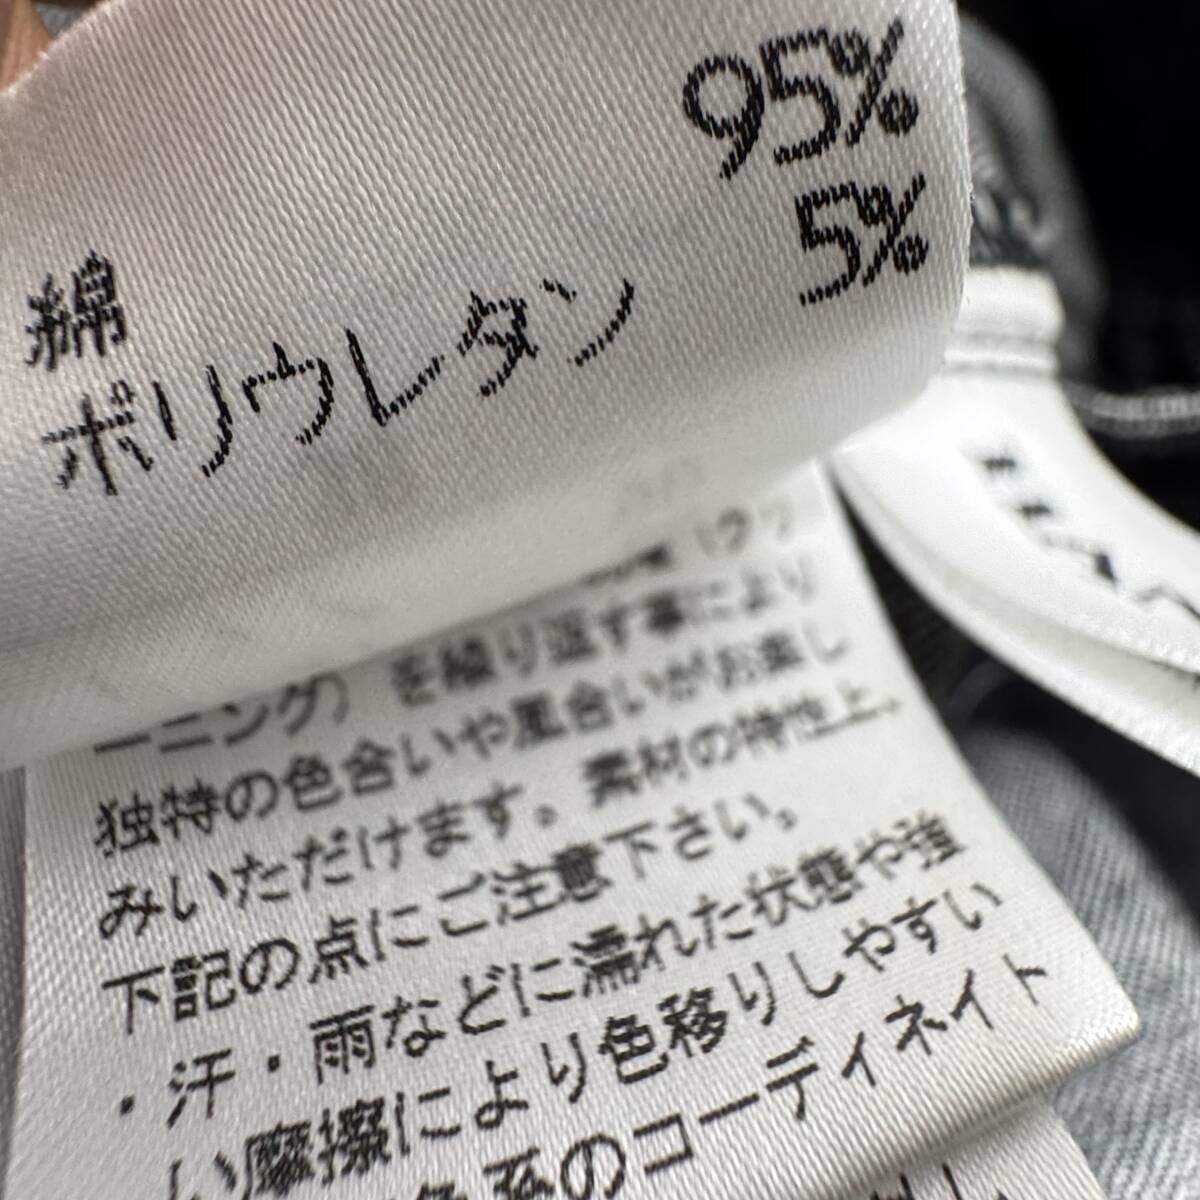 綿 95%
ポリウレタン 5%
ーニング)を繰り返す事により
独特の色合いや風合いがお楽し
みいただけます。素材の特性上、
下記の点にご注意下さい。
・汗・雨などに濡れた状態や強
い摩擦により色移りしやすい
色系のコーディネイト